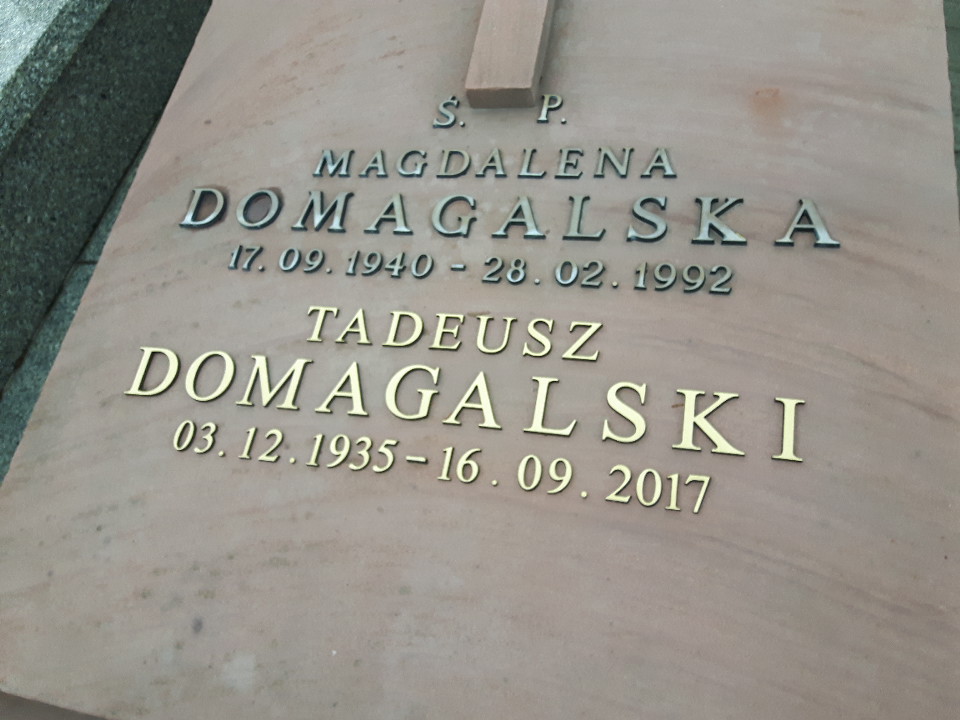 Ś. P.
MAGDALENA
DOMAGALSKA
17. 09. 1940 - 28. 02. 1992
TADEUSZ
DOMAGALSKI
03. 12. 1935 - 16. 09. 2017